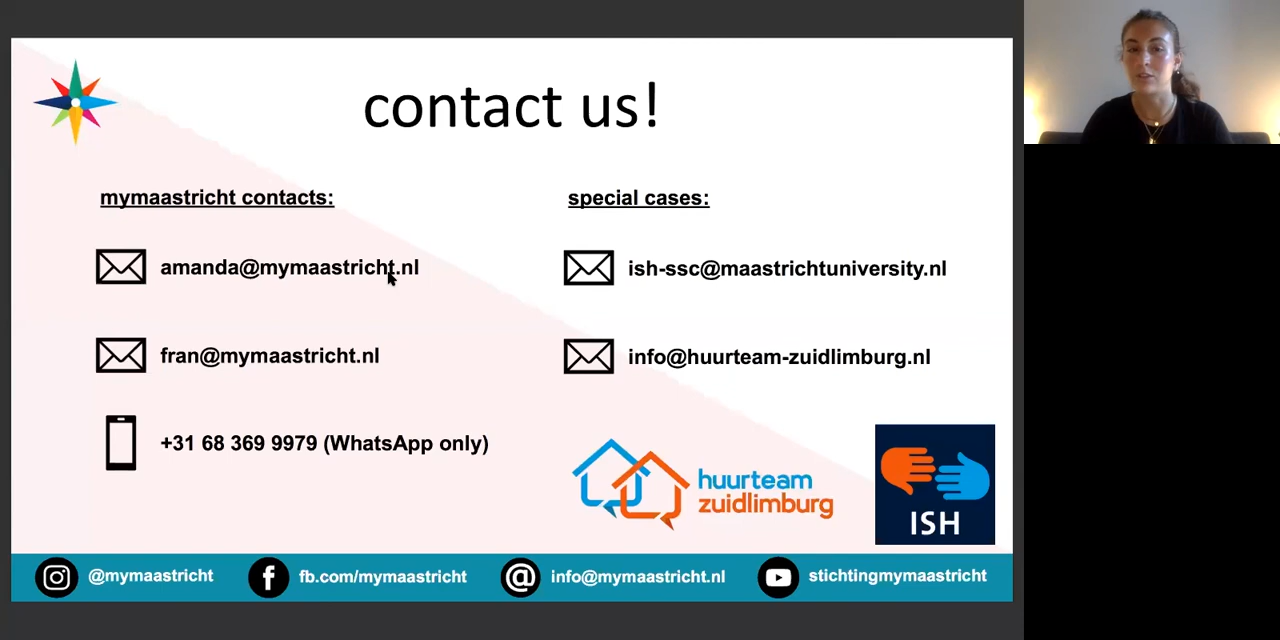 contact us!
mymaastricht contacts:
amanda@mymaastricht.nl
fran@mymaastricht.nl
+31 68 369 9979 (WhatsApp only)
special cases:
ish-ssc@maastrichtuniversity.nl
info@huurteam-zuidlimburg.nl
huurteam
zuidlimburg
ISH
@mymaastricht
fb.com/mymaastricht
info@mymaastricht.nl
stichtingmymaastricht